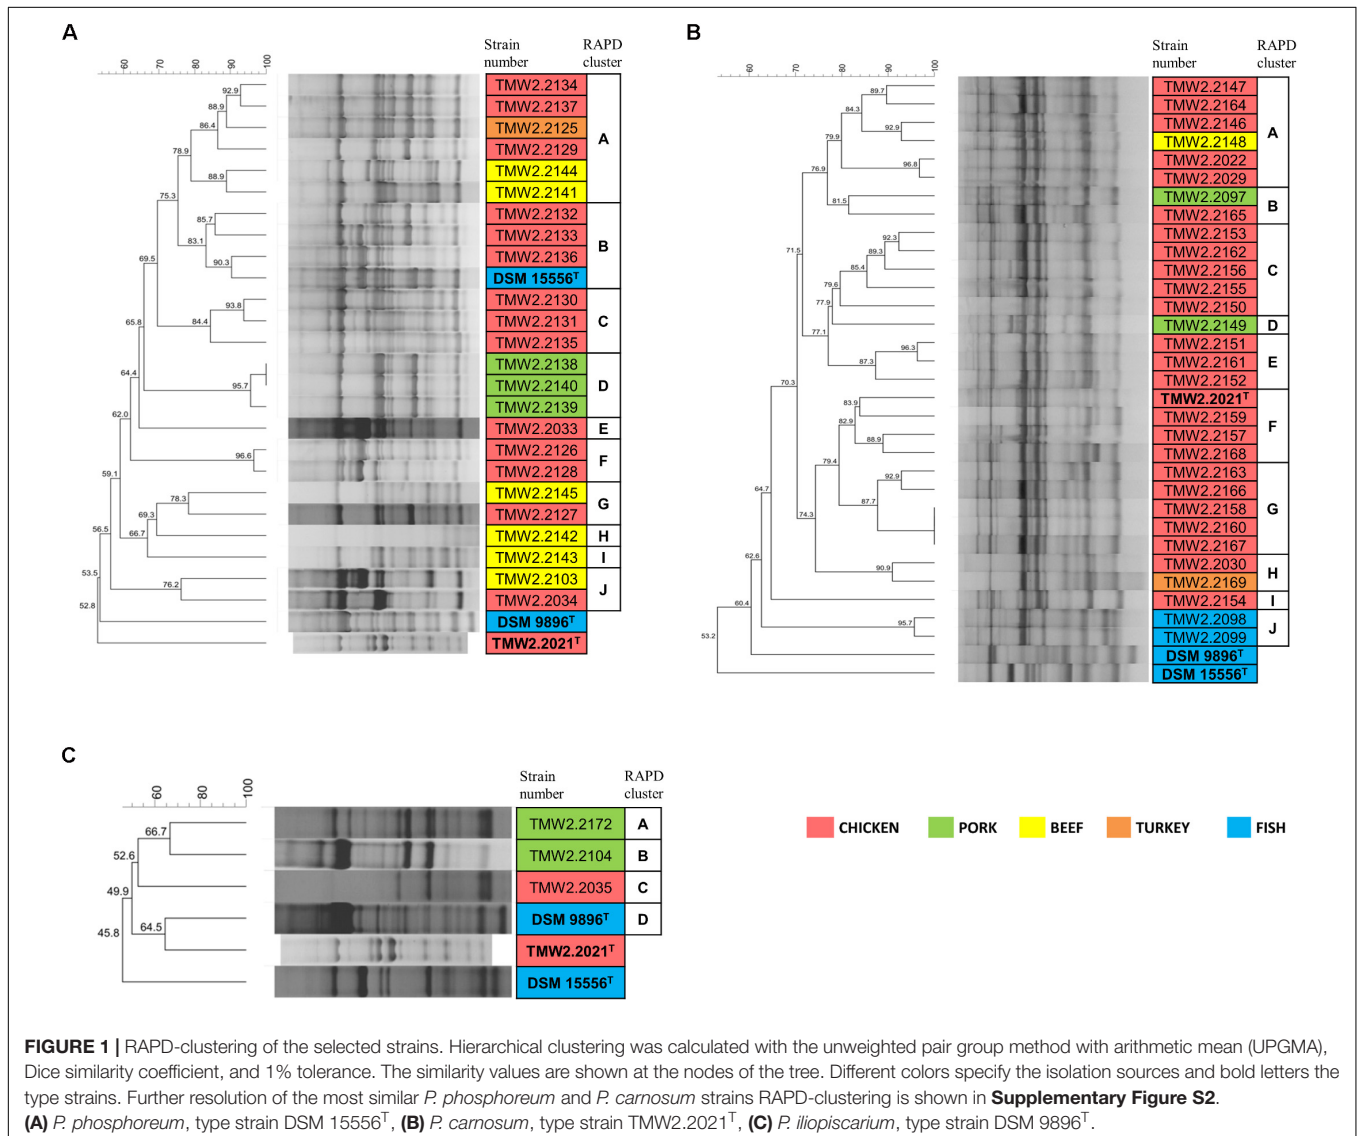 A
Strain number
RAPD cluster
60 70 80 90 100
92.9
88.9
86.4
78.9
88.9
75.3
85.7
83.1
90.3
69.5
93.8
84.4
65.8
64.4
95.7
62.0
96.6
59.1
78.3
69.3
66.7
56.5
76.2
53.5
52.8
TMW2.2134
TMW2.2137
TMW2.2125
TMW2.2129
TMW2.2144
TMW2.2141
A
TMW2.2132
TMW2.2133
TMW2.2136
DSM 15556T
B
TMW2.2130
TMW2.2131
TMW2.2135
C
TMW2.2138
TMW2.2140
TMW2.2139
D
TMW2.2033
E
TMW2.2126
TMW2.2128
F
TMW2.2145
TMW2.2127
G
TMW2.2142
H
TMW2.2143
I
TMW2.2103
TMW2.2034
J
DSM 9896T
TMW2.2021T
B
Strain number
RAPD cluster
60 70 80 90 100
89.7
84.3
92.9
79.9
96.8
76.9
81.5
71.5
92.3
89.3
85.4
79.6
77.9
77.1
96.3
87.3
70.3
83.9
82.9
88.9
79.4
92.9
87.7
74.3
64.7
90.9
62.6
60.4
95.7
53.2
TMW2.2147
TMW2.2164
TMW2.2146
TMW2.2148
TMW2.2022
TMW2.2029
A
TMW2.2097
TMW2.2165
B
TMW2.2153
TMW2.2162
TMW2.2156
TMW2.2155
TMW2.2150
C
TMW2.2149
D
TMW2.2151
TMW2.2161
TMW2.2152
E
TMW2.2021T
TMW2.2159
TMW2.2157
TMW2.2168
F
TMW2.2163
TMW2.2166
TMW2.2158
TMW2.2160
TMW2.2167
G
TMW2.2030
TMW2.2169
H
TMW2.2154
I
TMW2.2098
TMW2.2099
J
DSM 9896T
DSM 15556T
C
Strain number
RAPD cluster
60 80 100
66.7
52.6
49.9
64.5
45.8
TMW2.2172 A
TMW2.2104 B
TMW2.2035 C
DSM 9896T D
TMW2.2021T
DSM 15556T
CHICKEN PORK BEEF TURKEY FISH
FIGURE 1 | RAPD-clustering of the selected strains. Hierarchical clustering was calculated with the unweighted pair group method with arithmetic mean (UPGMA),
Dice similarity coefficient, and 1% tolerance. The similarity values are shown at the nodes of the tree. Different colors specify the isolation sources and bold letters the
type strains. Further resolution of the most similar P. phosphoreum and P. carnosum strains RAPD-clustering is shown in Supplementary Figure S2.
(A) P. phosphoreum, type strain DSM 15556T, (B) P. carnosum, type strain TMW2.2021T, (C) P. iliopiscarium, type strain DSM 9896T.